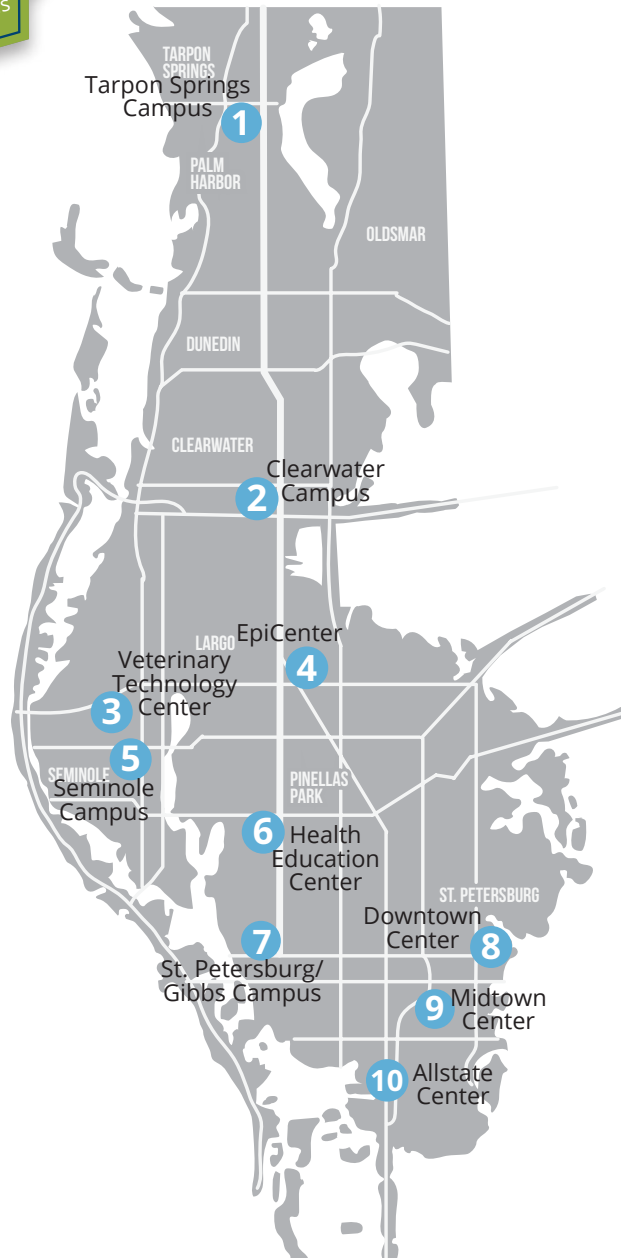 S
TARPON
SPRINGS
Tarpon Springs
Campus
1
PALM
HARBOR
OLDSMAR
DUNEDIN
CLEARWATER
Clearwater
Campus
2
LARGO
EpiCenter
4
Veterinary
Technology
Center
3
5
SEMINOLE
Seminole
Campus
PINELLAS
PARK
6
Health
Education
Center
ST. PETERSBURG
Downtown
Center
8
7
St. Petersburg/
Gibbs Campus
9
Midtown
Center
10
Allstate
Center